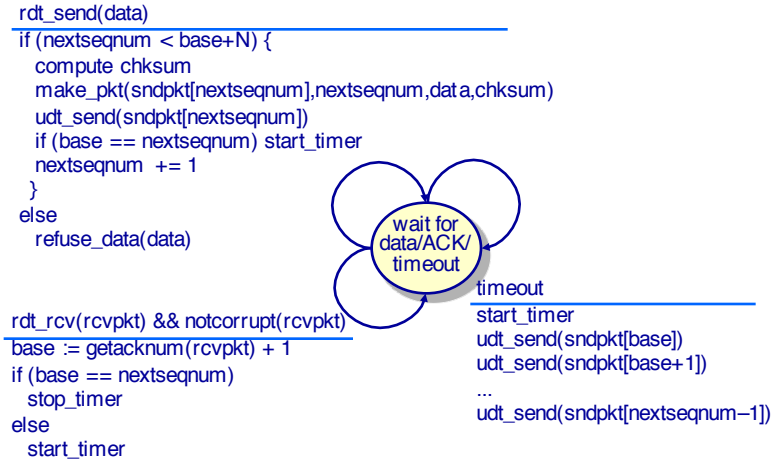 rdt_send(data)
if (nextseqnum < base+N) {
compute chksum
make_pkt(sndpkt[nextseqnum],nextseqnum,data,chksum)
udt_send(sndpkt[nextseqnum])
if (base == nextseqnum) start_timer
nextseqnum += 1
}
else
refuse_data(data)
wait for
data/ACK/
timeout
rdt_rcv(rcvpkt) && notcorrupt(rcvpkt)
base := getacknum(rcvpkt) + 1
if (base == nextseqnum)
stop_timer
else
start_timer
timeout
start_timer
udt_send(sndpkt[base])
udt_send(sndpkt[base+1])
...
udt_send(sndpkt[nextseqnum–1])